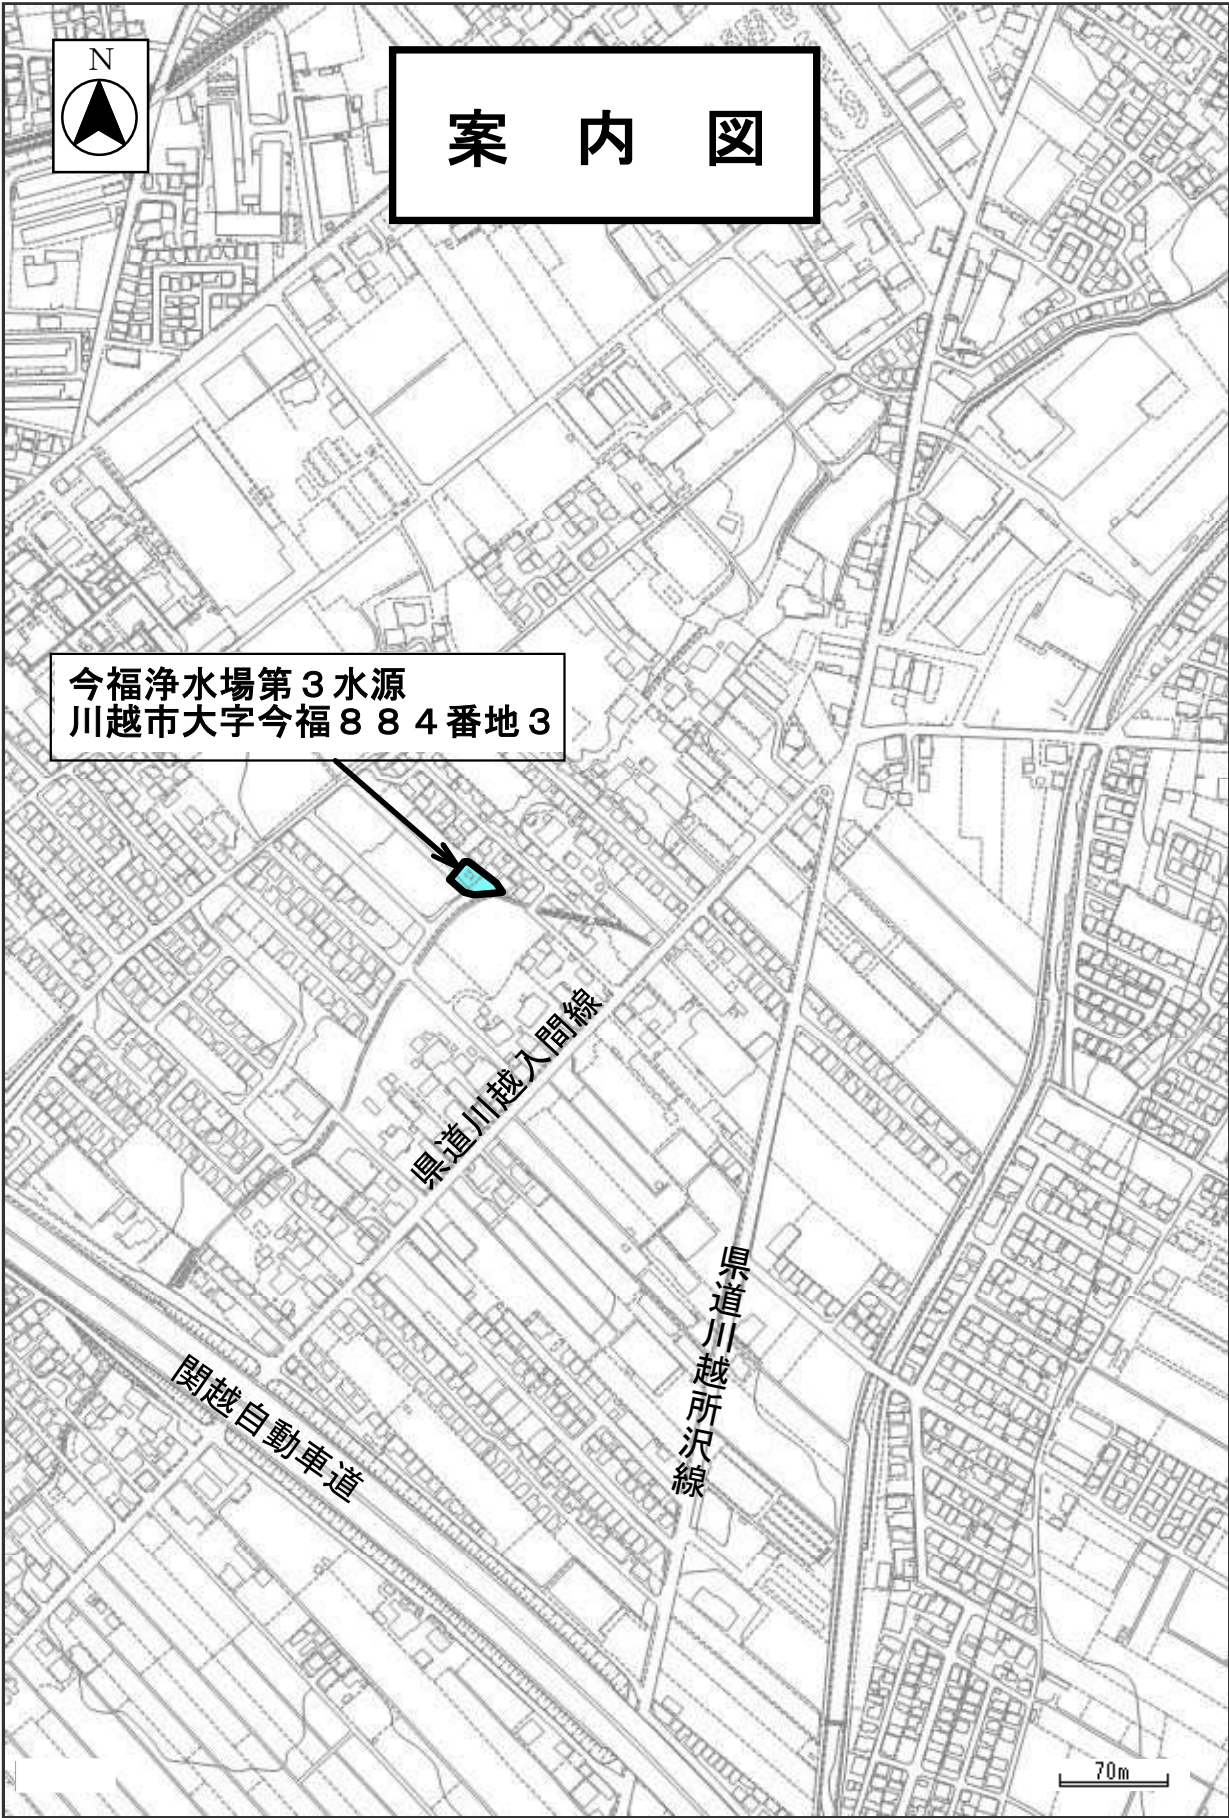 N
案 内 図
今福浄水場第３水源
川越市大字今福８８４番地３
県道川越入間線
県道川越所沢線
関越自動車道
70m